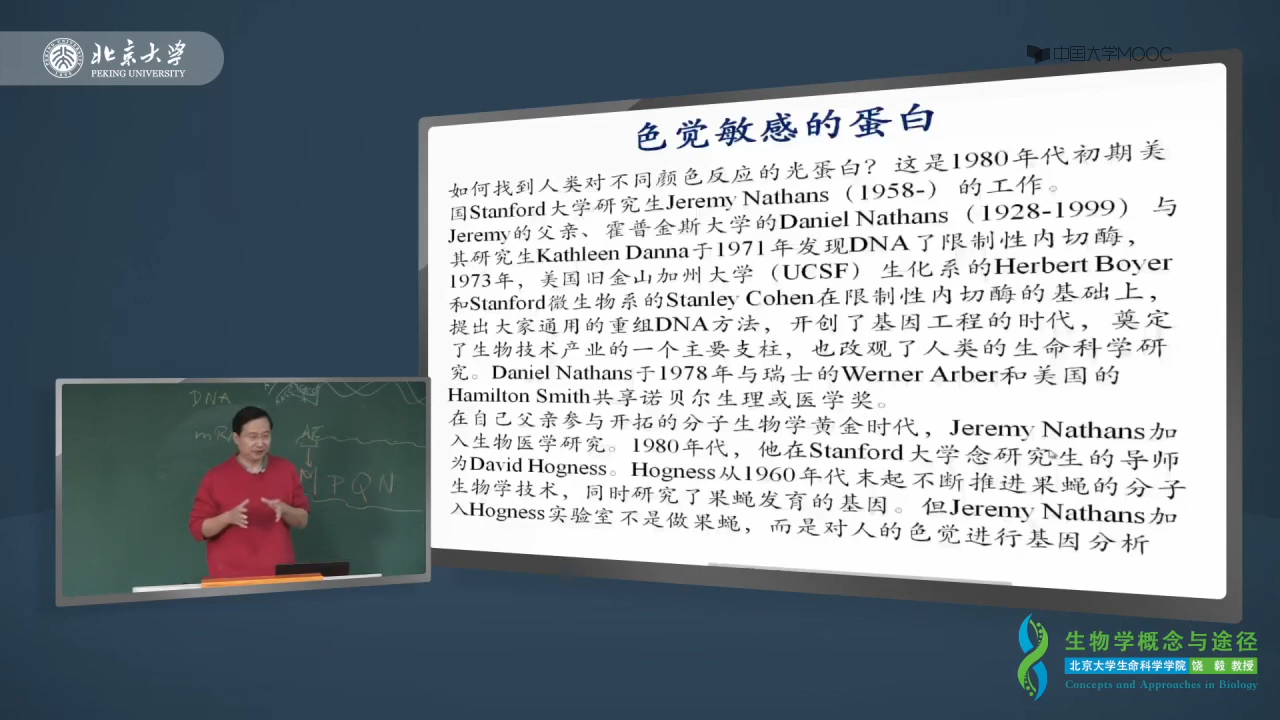 北京大学
PEKING UNIVERSITY
中国大学MOOC
色觉敏感的蛋白
如何找到人类对不同颜色反应的光蛋白？这是1980年代初期美
国Stanford大学研究生Jeremy Nathans（1958-）的工作。
Jeremy的父亲、霍普金斯大学的Daniel Nathans（1928-1999）与
其研究生Kathleen Danna于1971年发现DNA了限制性内切酶，
1973年，美国旧金山加州大学（UCSF）生化系的Herbert Boyer
和Stanford微生物系的Stanley Cohen在限制性内切酶的基础上，
提出大家通用的重组DNA方法，开创了基因工程的时代，奠定
了生物技术产业的一个主要支柱，也改观了人类的生命科学研
究。Daniel Nathans于1978年与瑞士的Werner Arber和美国的
Hamilton Smith共享诺贝尔生理或医学奖。
在自己父亲参与开拓的分子生物学黄金时代，Jeremy Nathans加
入生物医学研究。1980年代，他在Stanford大学念研究生的导师
为David Hogness。Hogness从1960年代末起不断推进果蝇的分子
生物学技术，同时研究了果蝇发育的基因。但Jeremy Nathans加
入Hogness实验室不是做果蝇，而是对人的色觉进行基因分析
DNA
PQN
生物学概念与途径
北京大学生命科学学院 饶 毅 教授
Concepts and Approaches in Biology